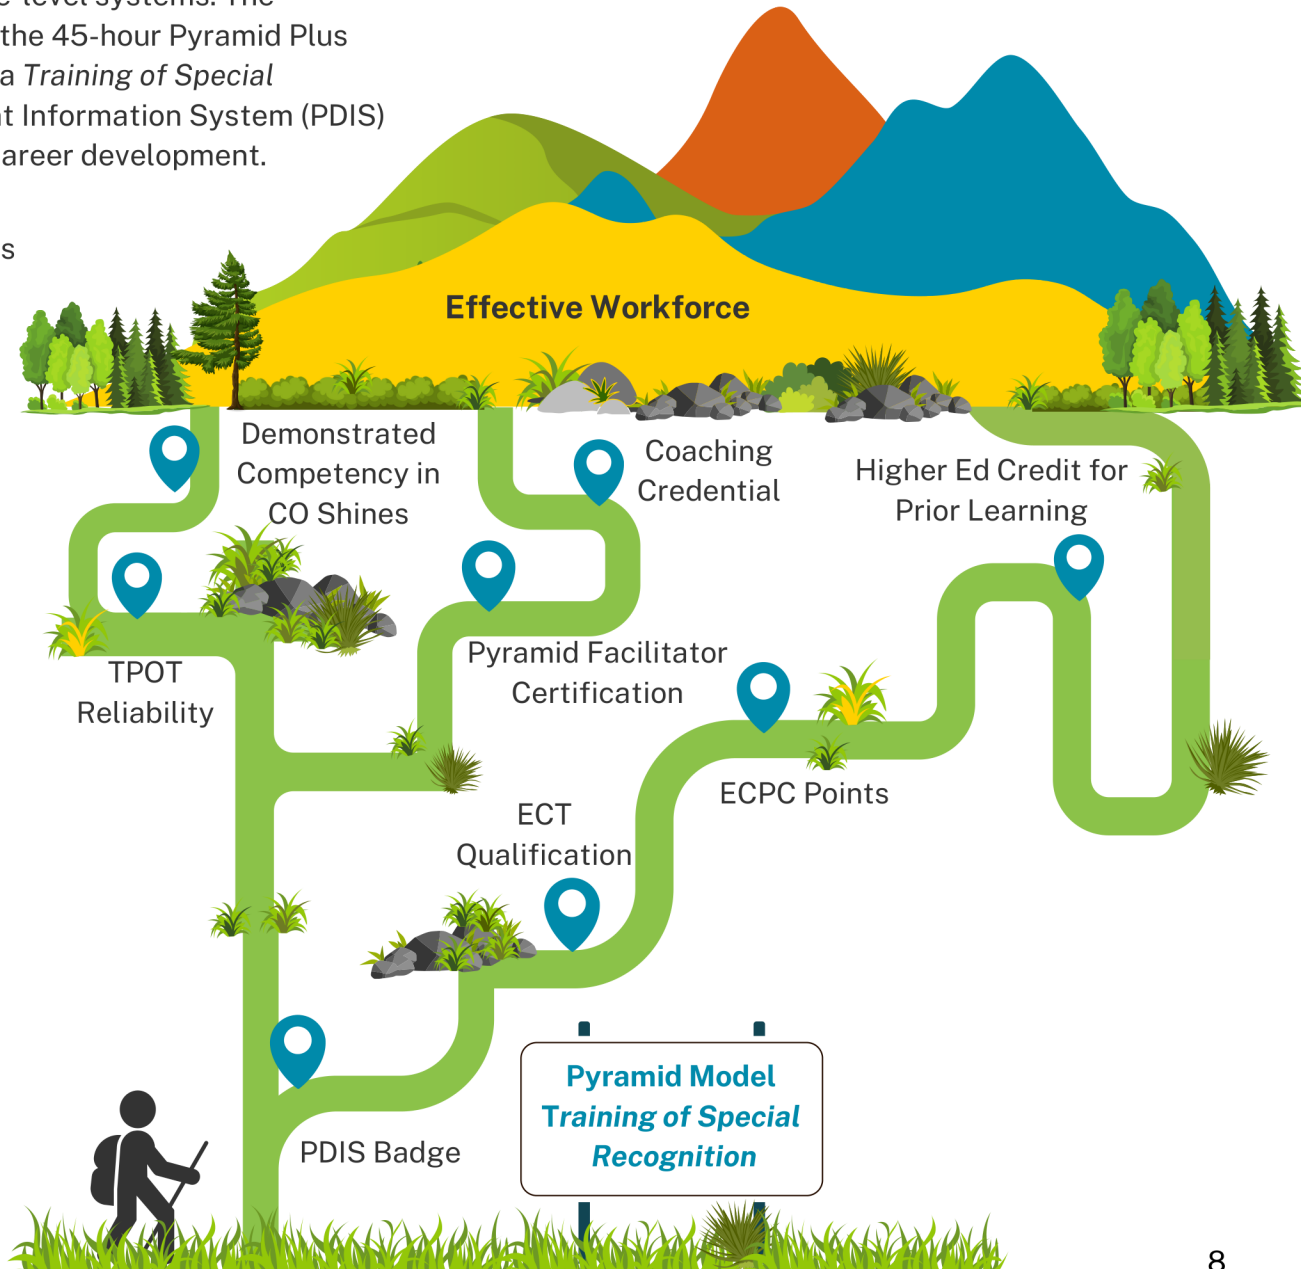 the 45-hour Pyramid Plus
a Training of Special
Information System (PDIS)
career development.
Effective Workforce
Demonstrated
Competency in
CO Shines
Coaching
Credential
Higher Ed Credit for
Prior Learning
TPOT
Reliability
Pyramid Facilitator
Certification
ECPC Points
ECT
Qualification
PDIS Badge
Pyramid Model
Training of Special
Recognition
8